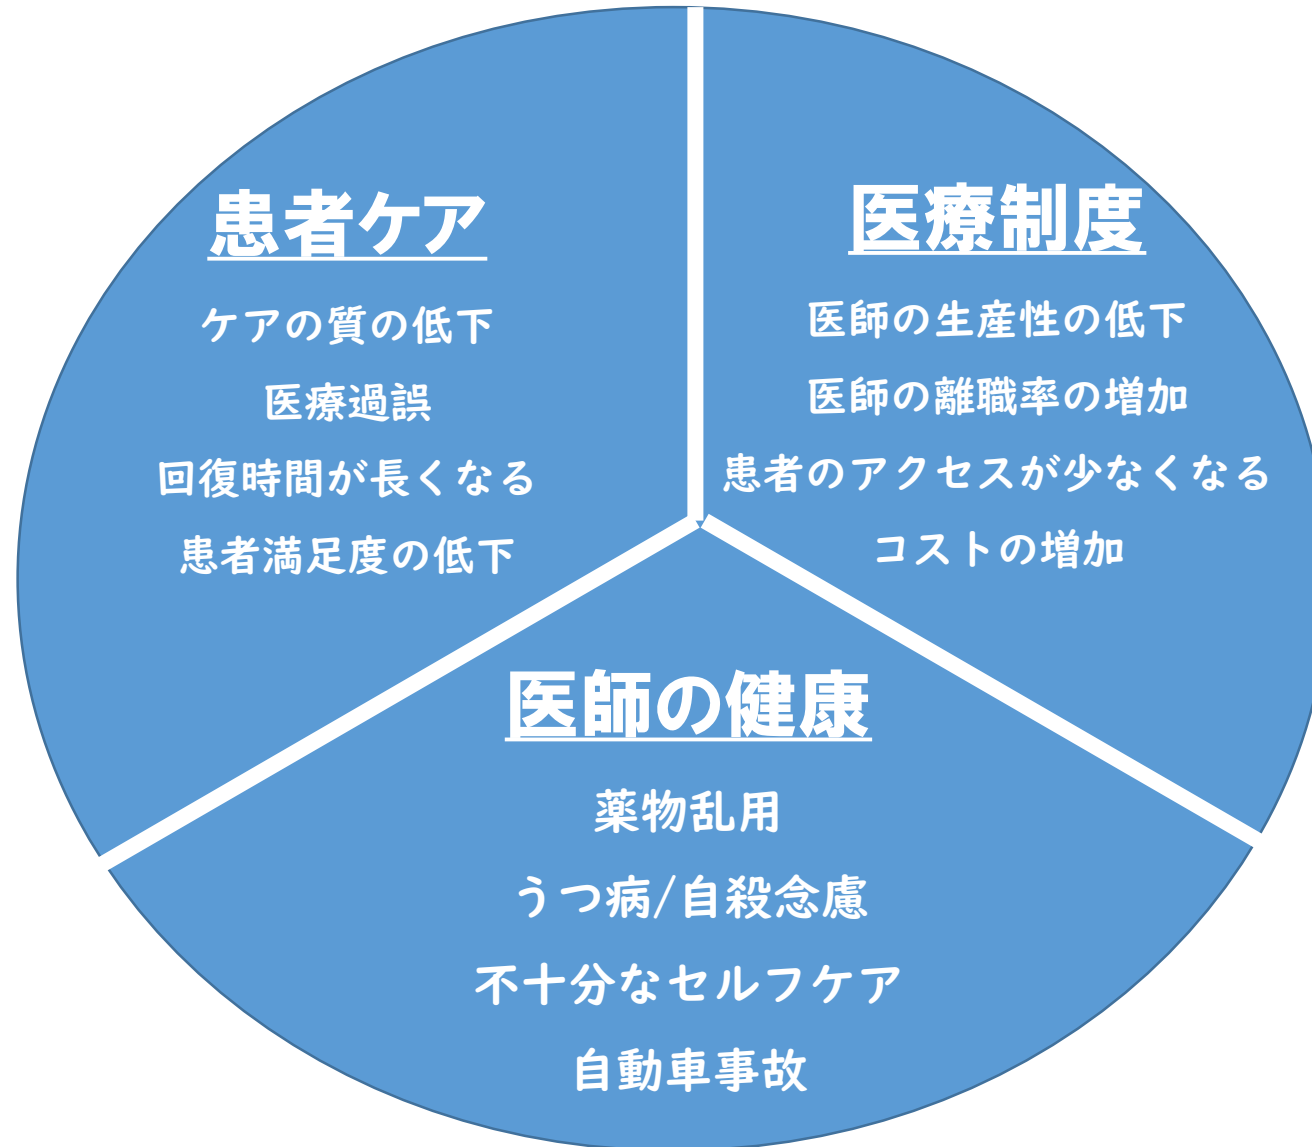 患者ケア
ケアの質の低下
医療過誤
回復時間が長くなる
患者満足度の低下
医療制度
医師の生産性の低下
医師の離職率の増加
患者のアクセスが少なくなる
コストの増加
医師の健康
薬物乱用
うつ病/自殺念慮
不十分なセルフケア
自動車事故